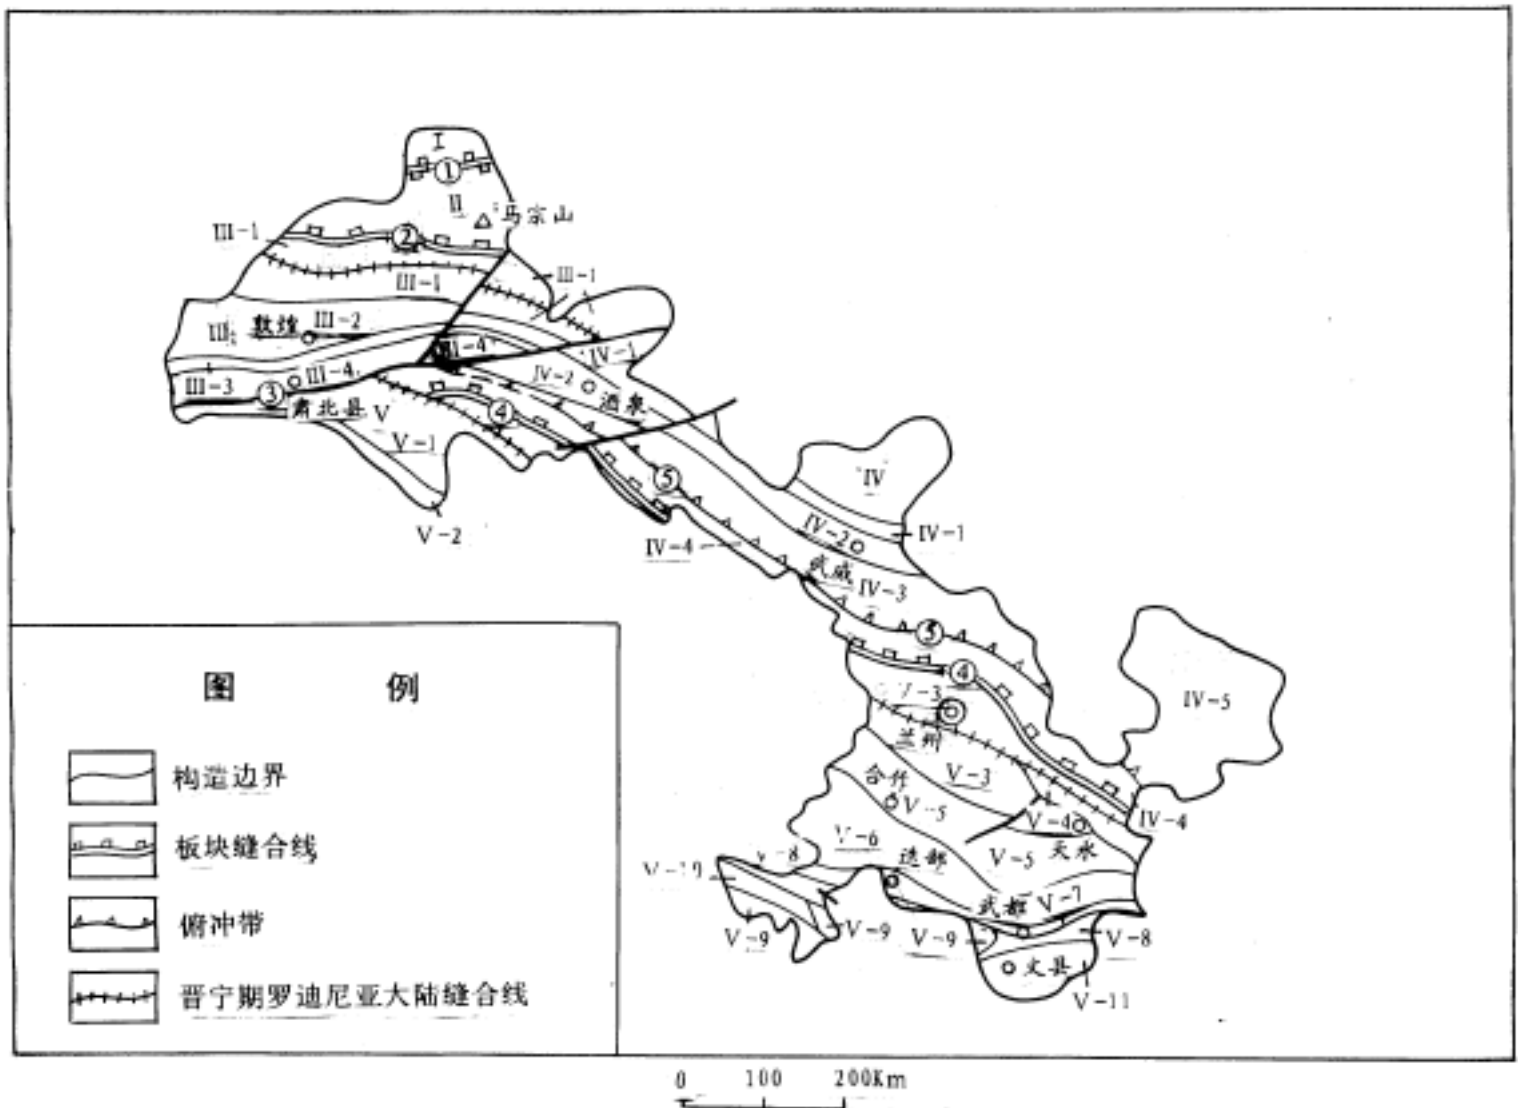 I
①
II
马宗山
III-1
②
III-1
III-1
敦煌
III-2
III-4
IV-1
III-3
③
III-4
IV-2
酒泉
肃北县
V
④
V-1
⑤
IV
V-2
IV-2
IV-1
IV-4
武威
IV-3
⑤
④
V-3
IV-5
兰州
图 例
V-3
构造边界
合作
V-5
V-4
IV-4
板块缝合线
V-6
迭部
V-5
天水
V-8
V-10
武都
V-7
俯冲带
V-9
V-9
V-9
V-8
文县
晋宁期罗迪尼亚大陆缝合线
V-11
0 100 200Km